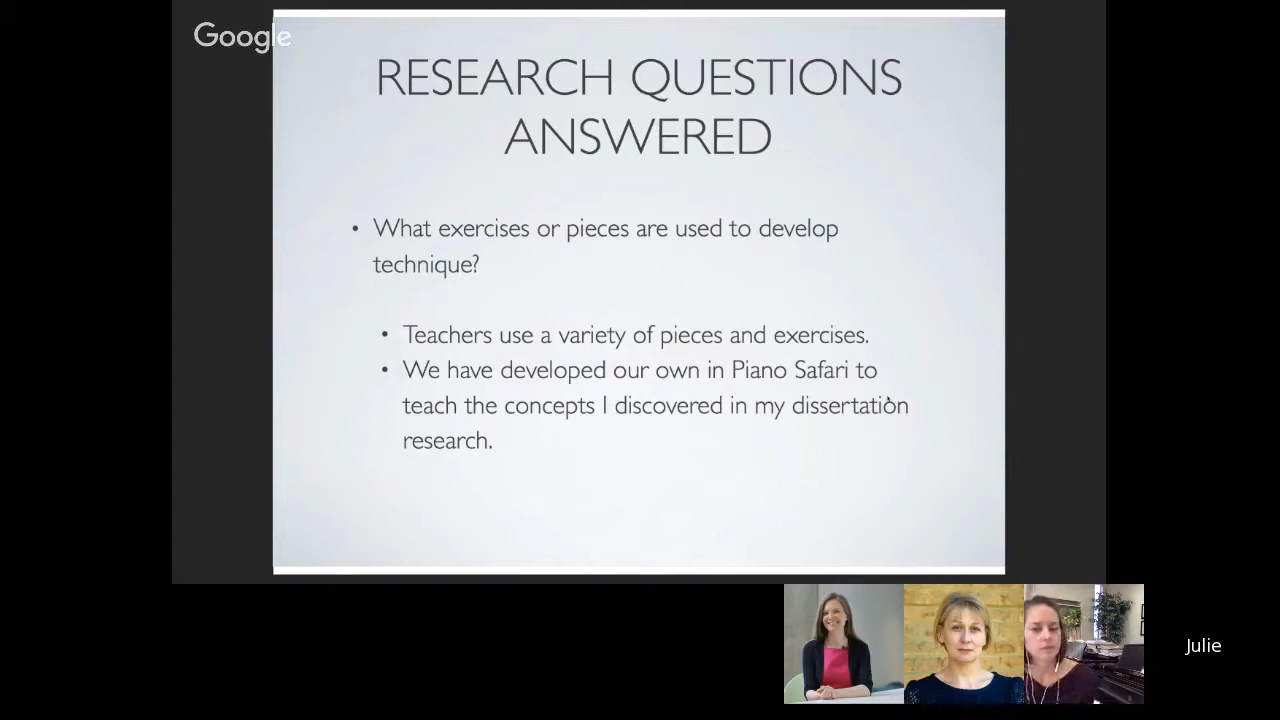 Google
RESEARCH QUESTIONS
ANSWERED
• What exercises or pieces are used to develop
technique?
• Teachers use a variety of pieces and exercises.
• We have developed our own in Piano Safari to
teach the concepts I discovered in my dissertation
research.
Julie